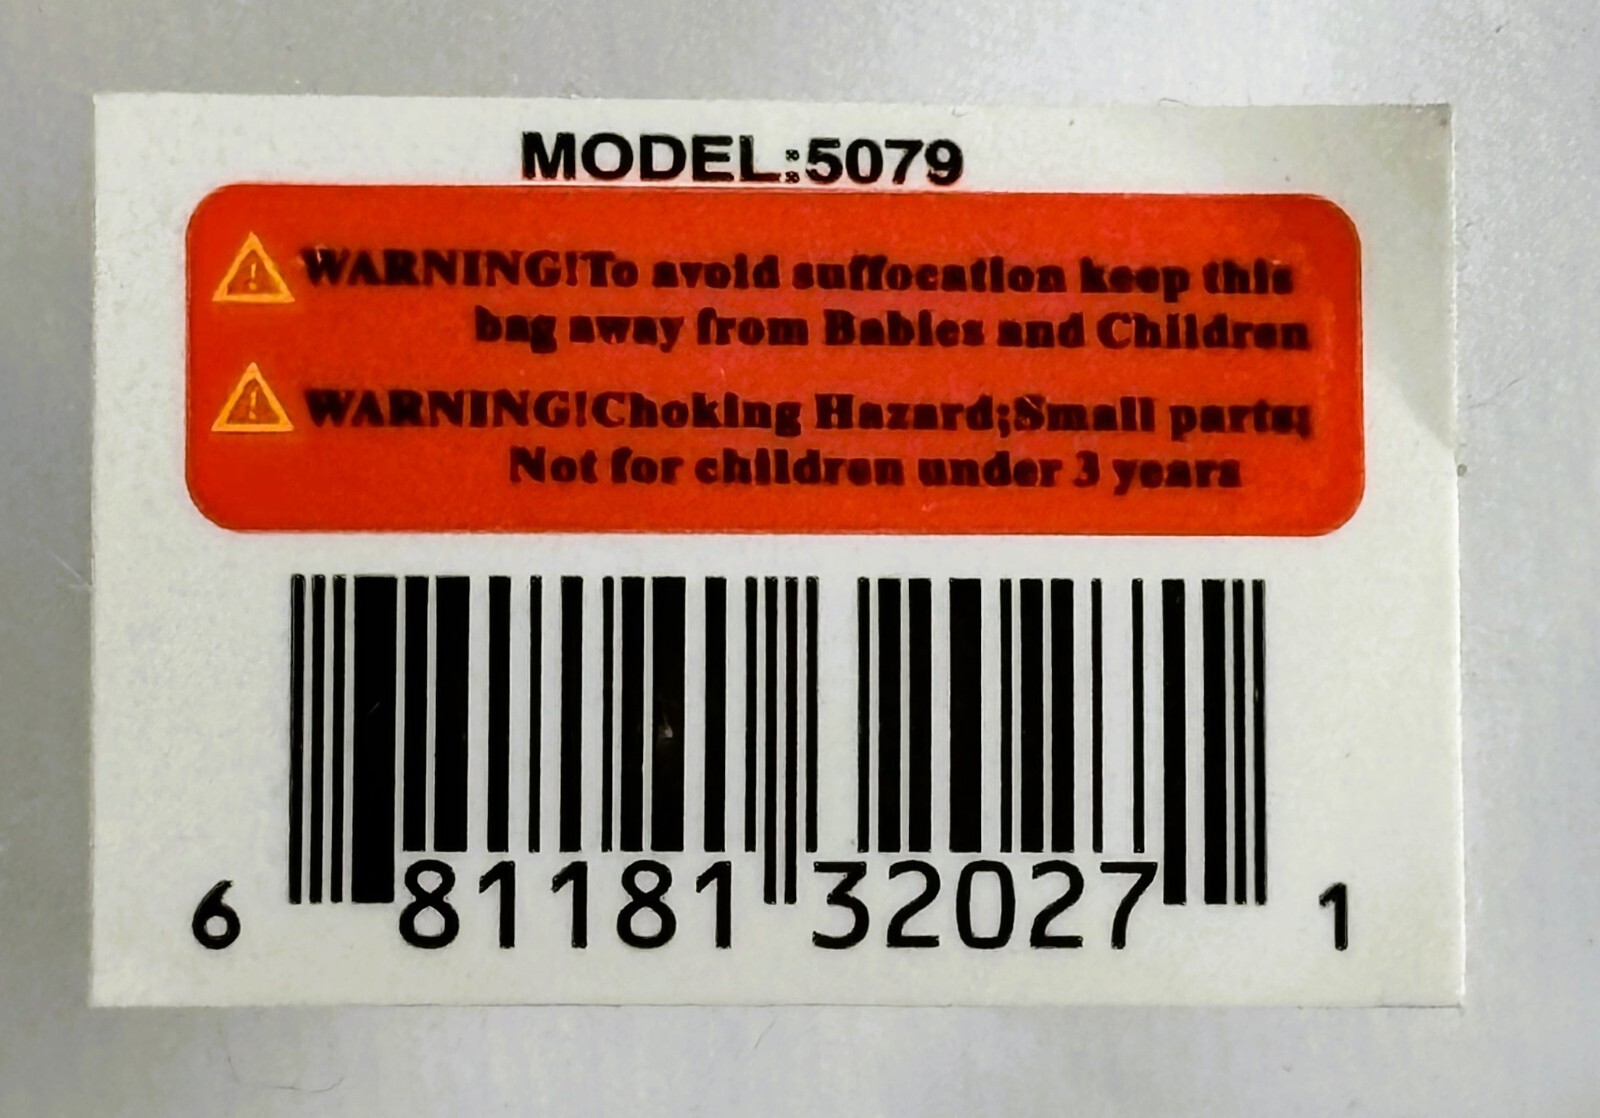 MODEL:5079
WARNING!To avoid suffocation keep this
bag away from Babies and Children
WARNING!Choking Hazard;Small parts;
Not for children under 3 years
6 81181 32027 1